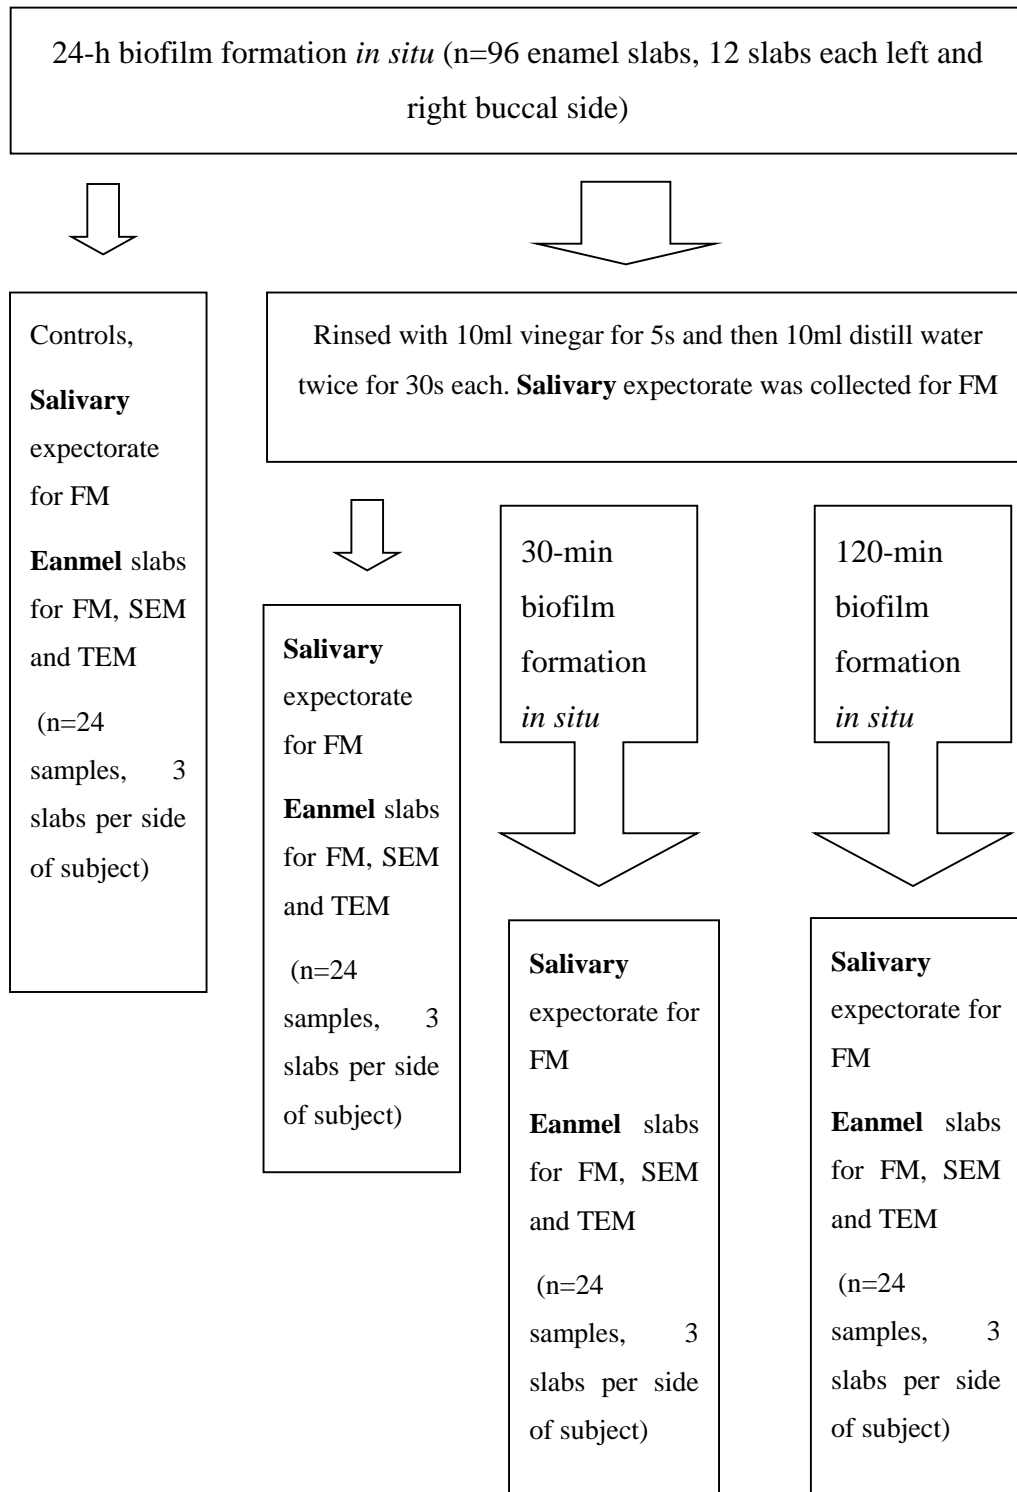 24-h biofilm formation in situ (n=96 enamel slabs, 12 slabs each left and
right buccal side)
Controls,
Salivary
expectorate
for FM
Eanmel slabs
for FM, SEM
and TEM
(n=24
samples, 3
slabs per side
of subject)
Rinsed with 10ml vinegar for 5s and then 10ml distill water
twice for 30s each. Salivary expectorate was collected for FM
Salivary
expectorate
for FM
Eanmel slabs
for FM, SEM
and TEM
(n=24
samples, 3
slabs per side
of subject)
30-min
biofilm
formation
in situ
Salivary
expectorate for
FM
Eanmel slabs
for FM, SEM
and TEM
(n=24
samples, 3
slabs per side
of subject)
120-min
biofilm
formation
in situ
Salivary
expectorate for
FM
Eanmel slabs
for FM, SEM
and TEM
(n=24
samples, 3
slabs per side
of subject)